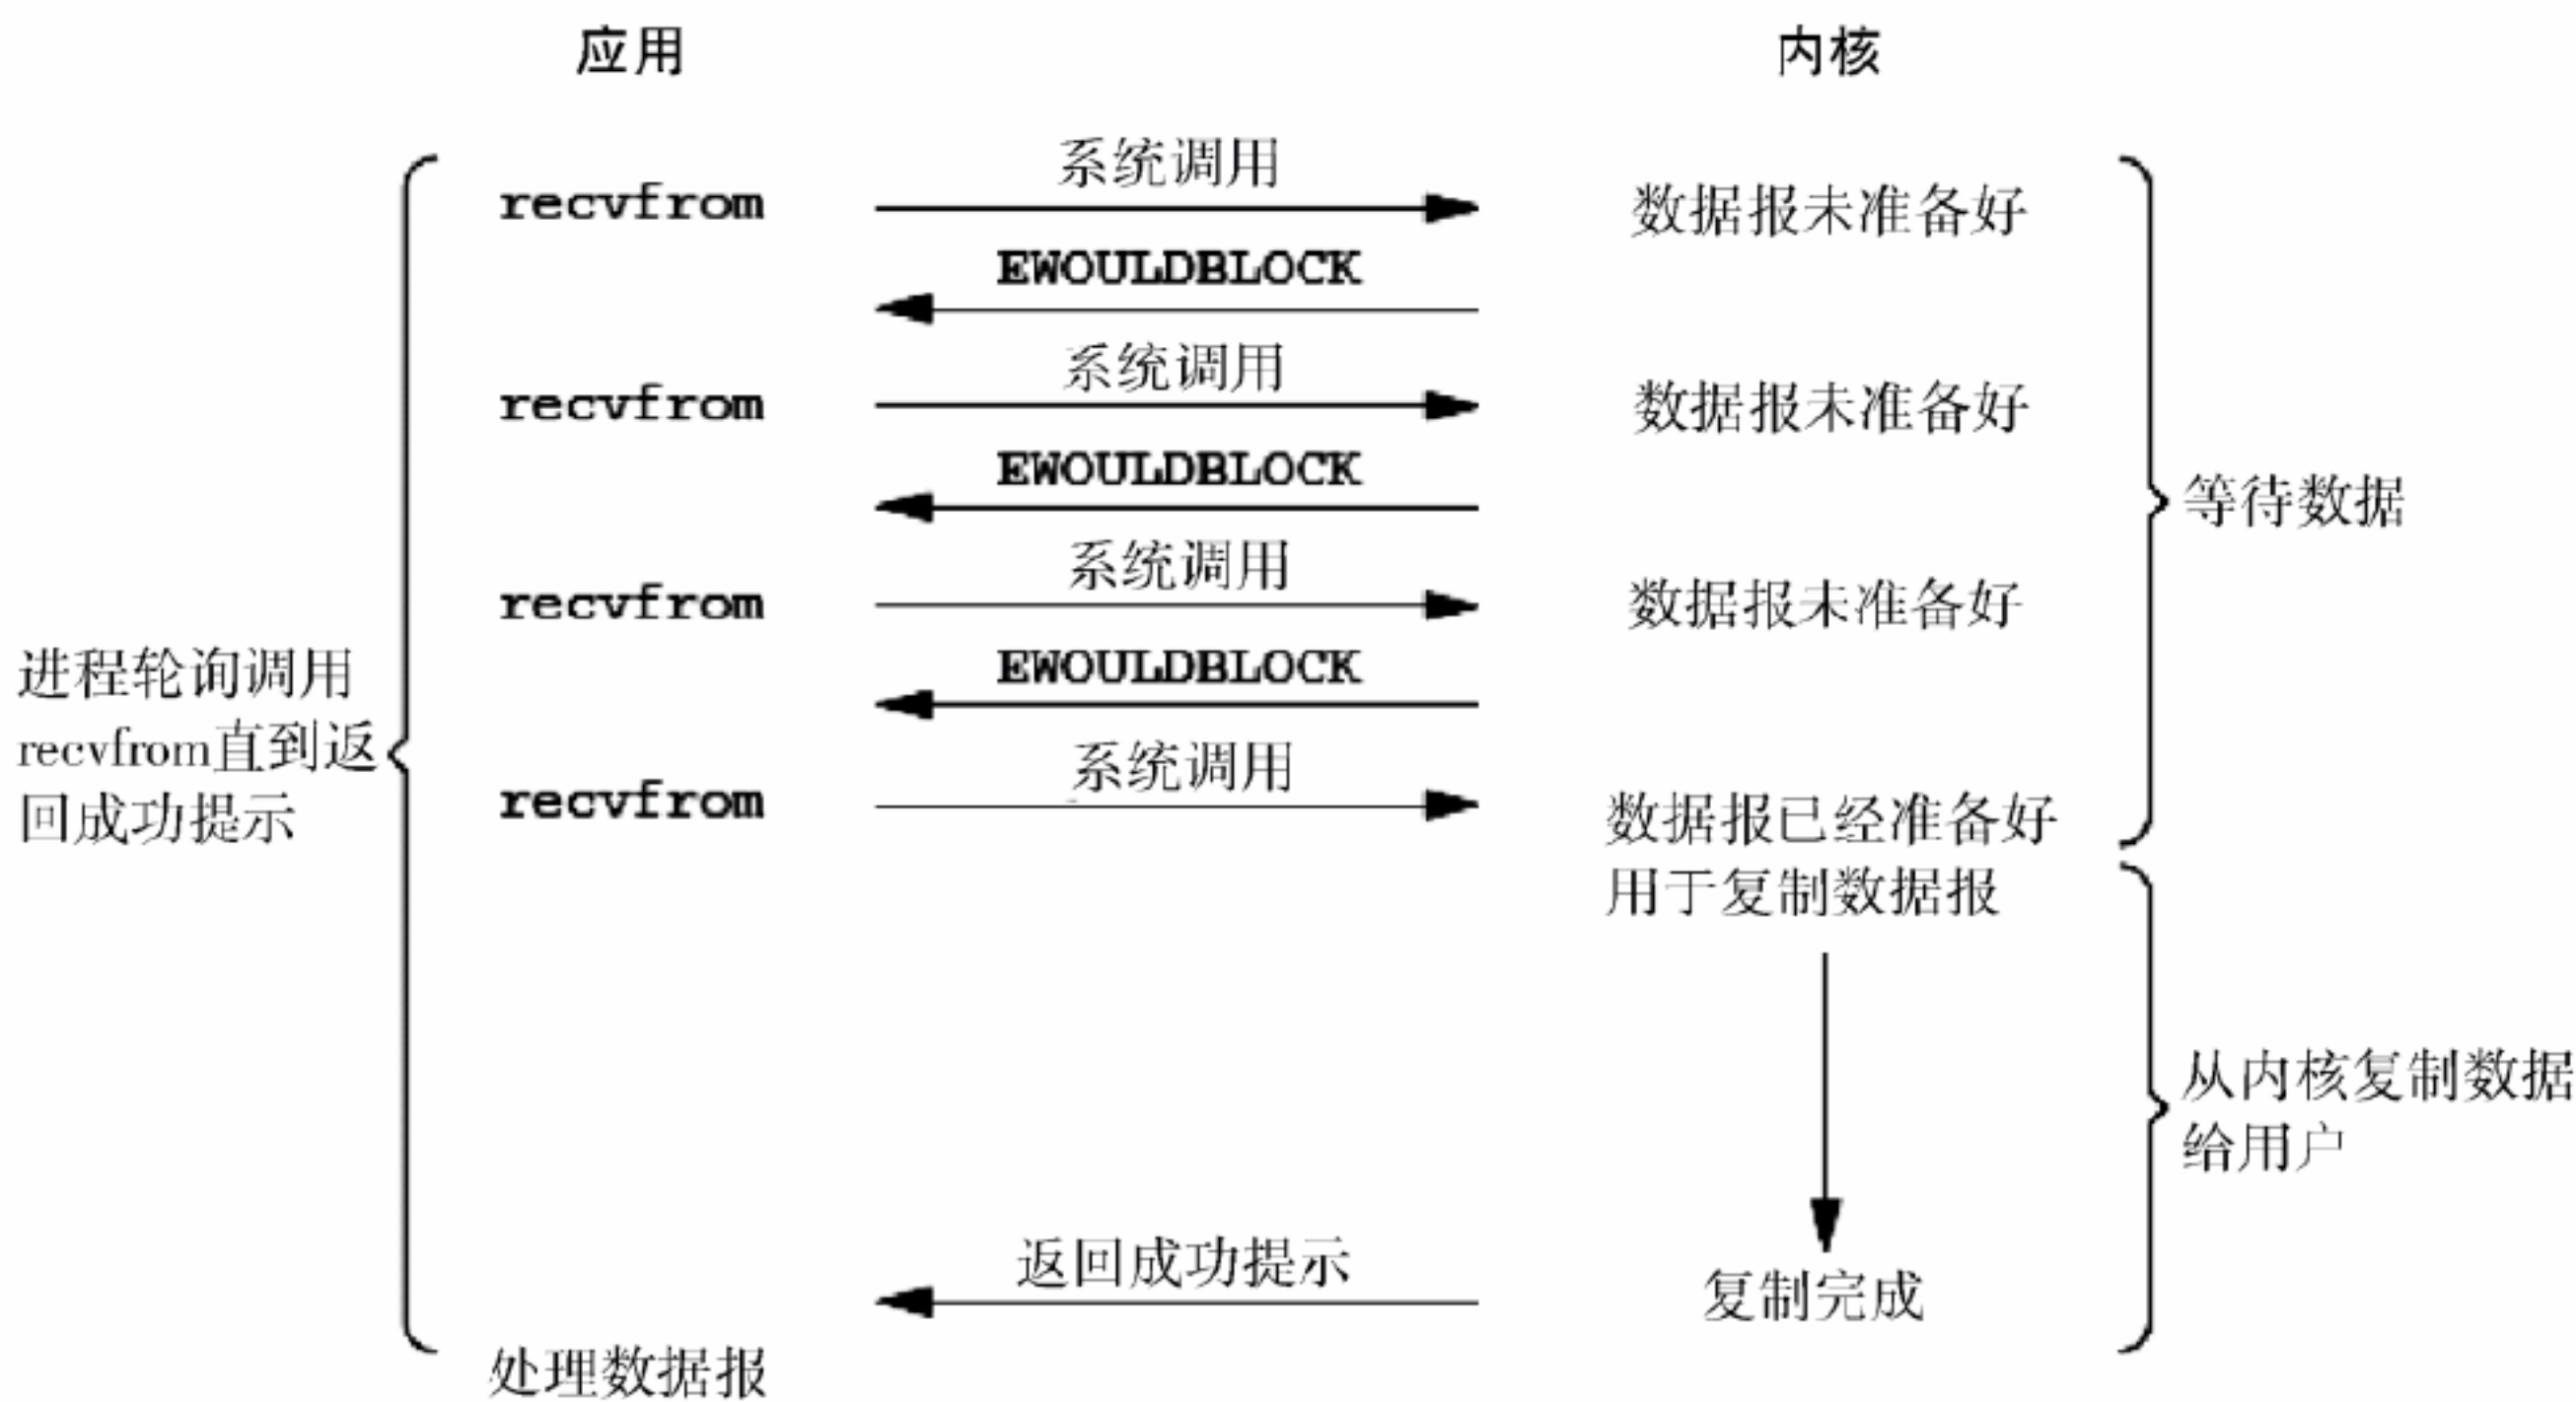 应用
内核
系统调用
recvfrom
数据报未准备好
EWOULDBLOCK
系统调用
recvfrom
数据报未准备好
EWOULDBLOCK
等待数据
系统调用
recvfrom
数据报未准备好
EWOULDBLOCK
进程轮询调用
recvfrom直到返
回成功提示
系统调用
recvfrom
数据报已经准备好
用于复制数据报
从内核复制数据
给用户
返回成功提示
复制完成
处理数据报